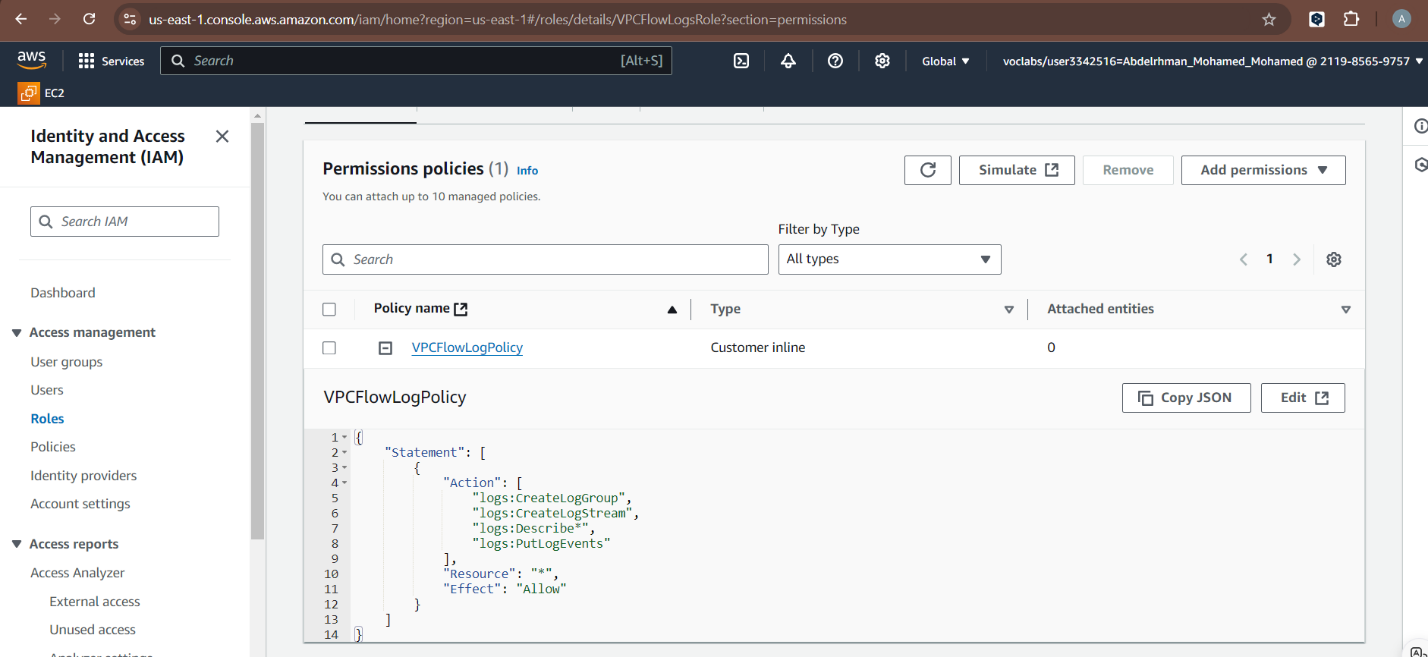 us-east-1.console.aws.amazon.com/iam/home?region=us-east-1#/roles/details/VPCFlowLogsRole?section=permissions
A
aws
Services
Search
[Alt+S]
Global
voclabs/user3342516=Abdelrhman_Mohamed_Mohamed @ 2119-8565-9757
EC2
Identity and Access
Management (IAM)
Search IAM
Dashboard
Access management
User groups
Users
Roles
Policies
Identity providers
Account settings
Access reports
Access Analyzer
External access
Unused access
Analyzer settings
Permissions policies (1) Info
You can attach up to 10 managed policies.
Simulate
Remove
Add permissions
Filter by Type
Search
All types
1
Policy name
Type
Attached entities
VPCFlowLogPolicy
Customer inline
0
VPCFlowLogPolicy
Copy JSON
Edit
1 {
2 "Statement": [
3 {
4 "Action": [
5 "logs:CreateLogGroup",
6 "logs:CreateLogStream",
7 "logs:Describe*",
8 "logs:PutLogEvents"
9 ],
10 "Resource": "*",
11 "Effect": "Allow"
12 }
13 ]
14 }